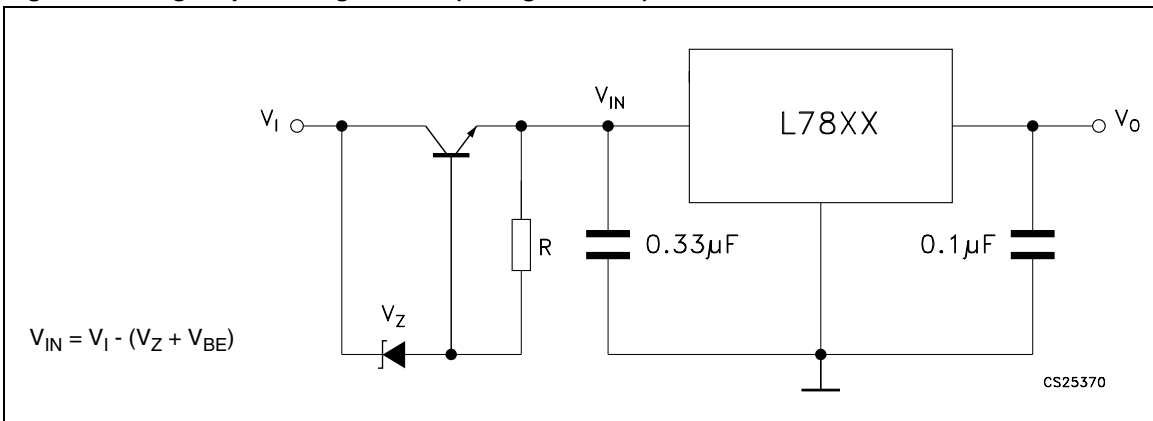 V_I
V_IN
L78XX
V_O
R
0.33µF
0.1µF
V_Z
V_IN = V_I - (V_Z + V_BE)
CS25370